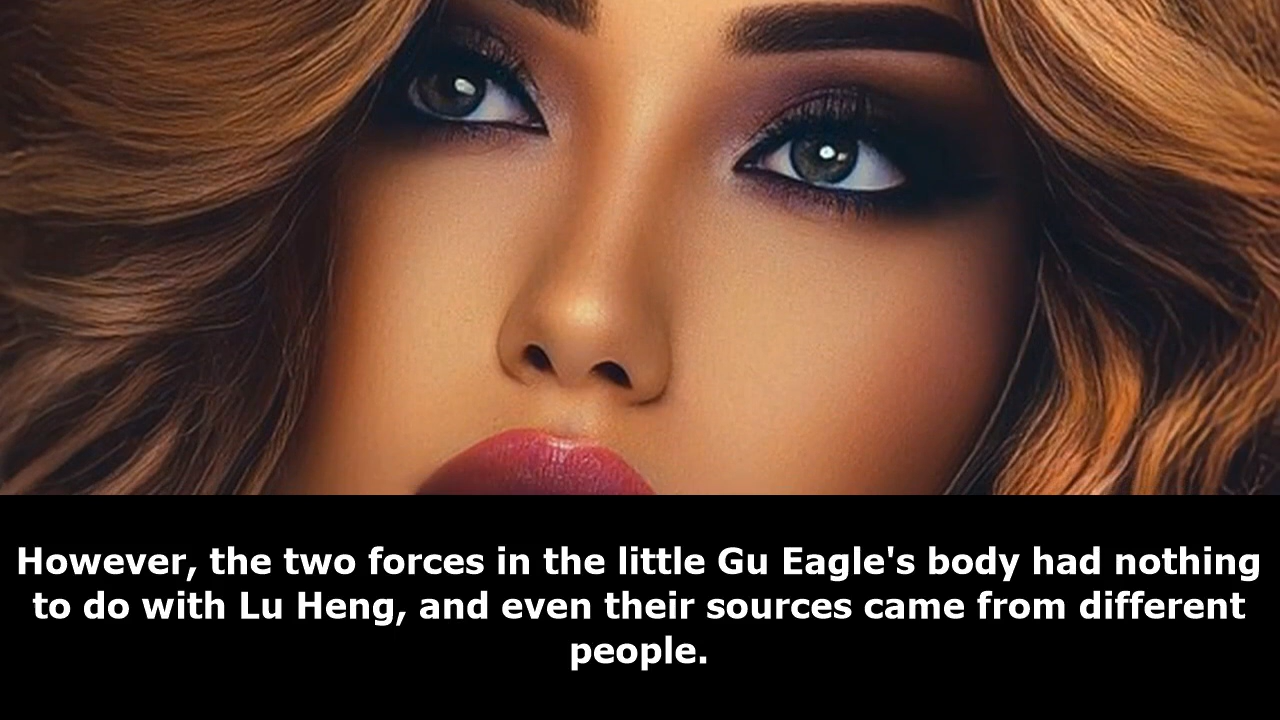 However, the two forces in the little Gu Eagle's body had nothing
to do with Lu Heng, and even their sources came from different
people.